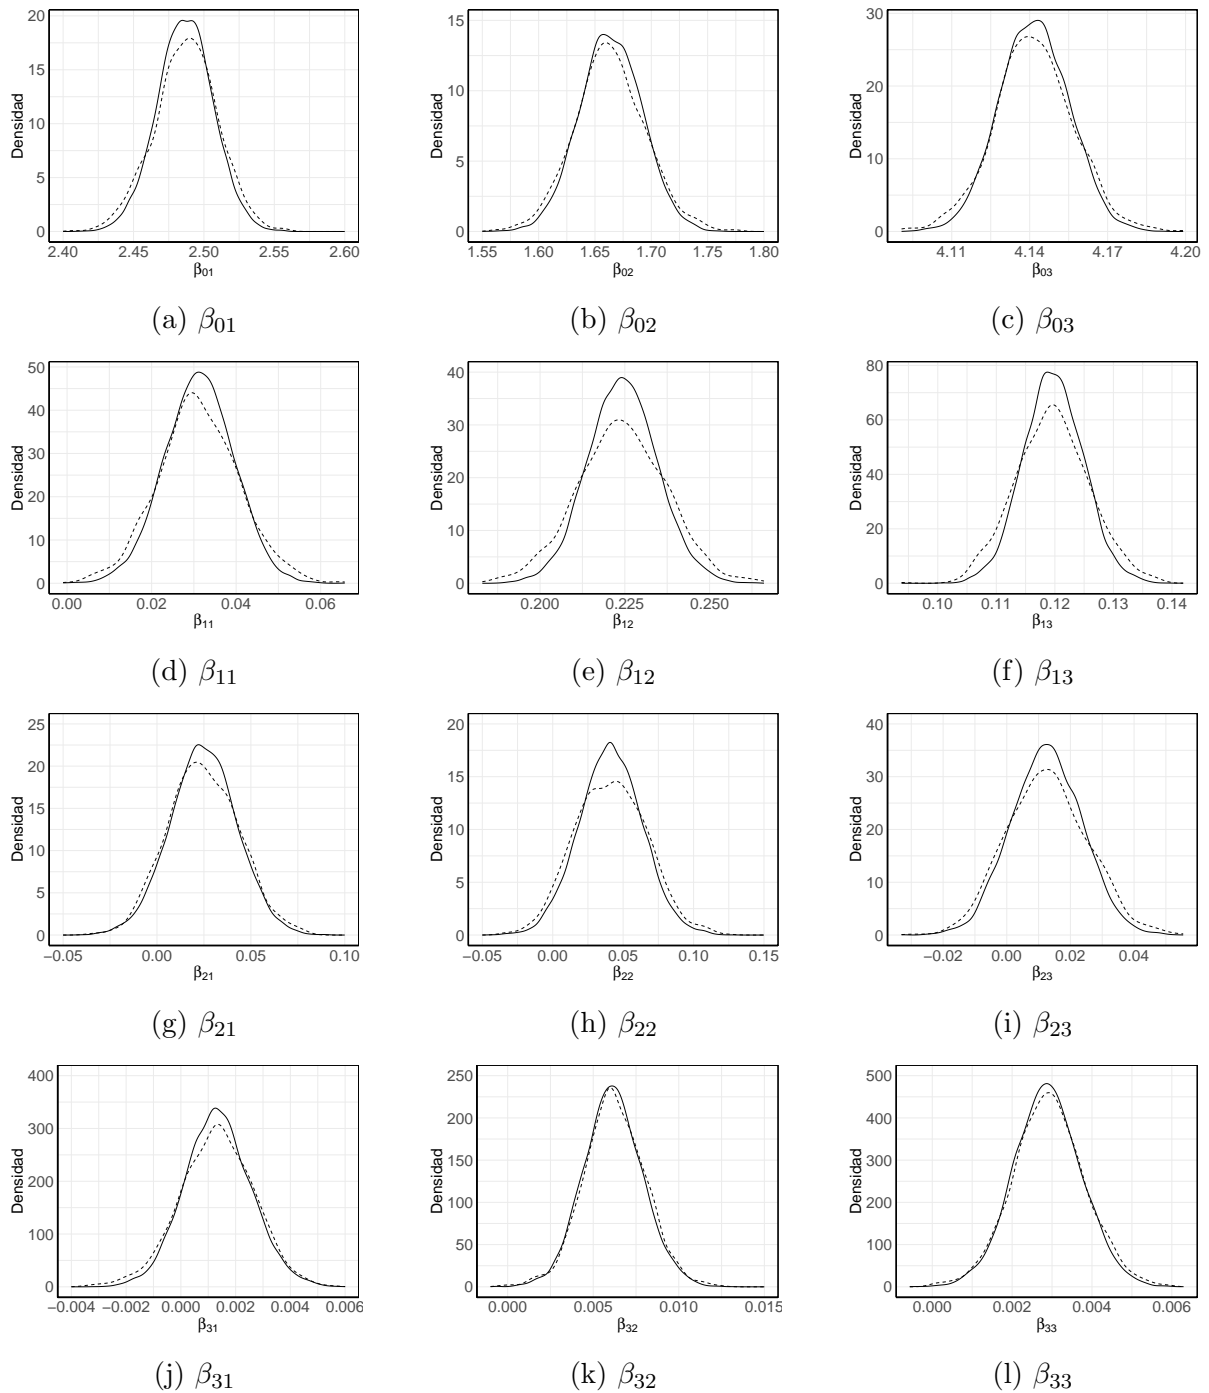 20
15
10
5
0
Densidad
2.40 2.45 2.50 2.55 2.60
β01
(a) β01
15
10
5
0
Densidad
1.55 1.60 1.65 1.70 1.75 1.80
β02
(b) β02
30
20
10
0
Densidad
4.11 4.14 4.17 4.20
β03
(c) β03
50
40
30
20
10
0
Densidad
0.00 0.02 0.04 0.06
β11
(d) β11
40
30
20
10
0
Densidad
0.200 0.225 0.250
β12
(e) β12
80
60
40
20
0
Densidad
0.10 0.11 0.12 0.13 0.14
β13
(f) β13
25
20
15
10
5
0
Densidad
−0.05 0.00 0.05 0.10
β21
(g) β21
20
15
10
5
0
Densidad
−0.05 0.00 0.05 0.10 0.15
β22
(h) β22
40
30
20
10
0
Densidad
−0.02 0.00 0.02 0.04
β23
(i) β23
400
300
200
100
0
Densidad
−0.004 −0.002 0.000 0.002 0.004 0.006
β31
(j) β31
250
200
150
100
50
0
Densidad
0.000 0.005 0.010 0.015
β32
(k) β32
500
400
300
200
100
0
Densidad
0.000 0.002 0.004 0.006
β33
(l) β33